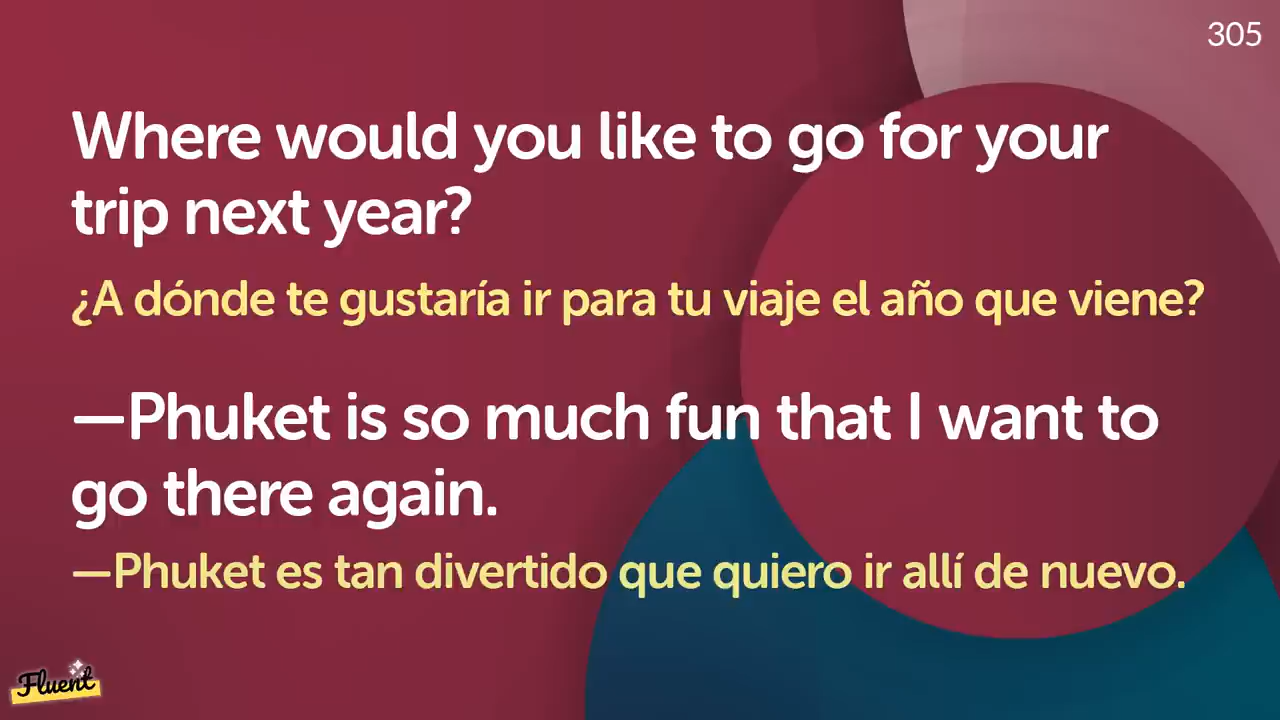 305
Where would you like to go for your
trip next year?
¿A dónde te gustaría ir para tu viaje el año que viene?
—Phuket is so much fun that I want to
go there again.
—Phuket es tan divertido que quiero ir allí de nuevo.
Fluent